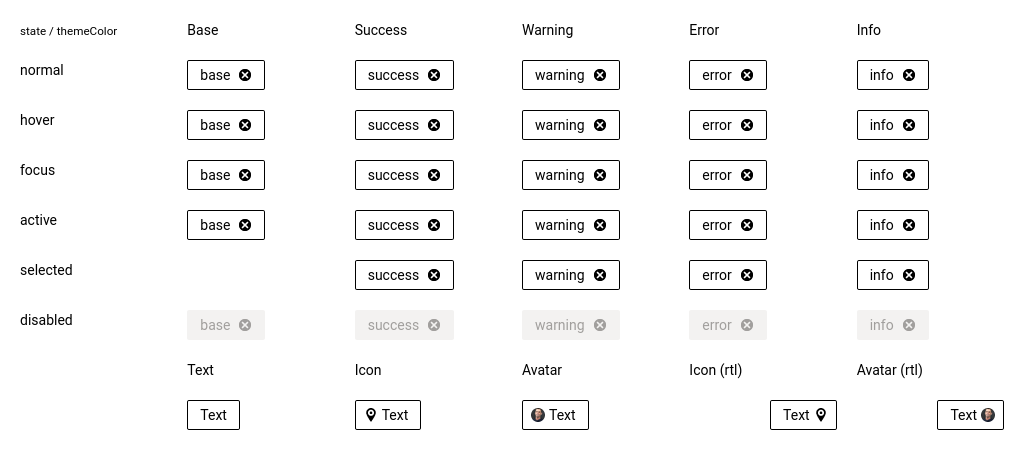 state / themeColor Base Success Warning Error Info
normal base success warning error info
hover base success warning error info
focus base success warning error info
active base success warning error info
selected success warning error info
disabled base success warning error info
Text Icon Avatar Icon (rtl) Avatar (rtl)
Text Text Text Text Text